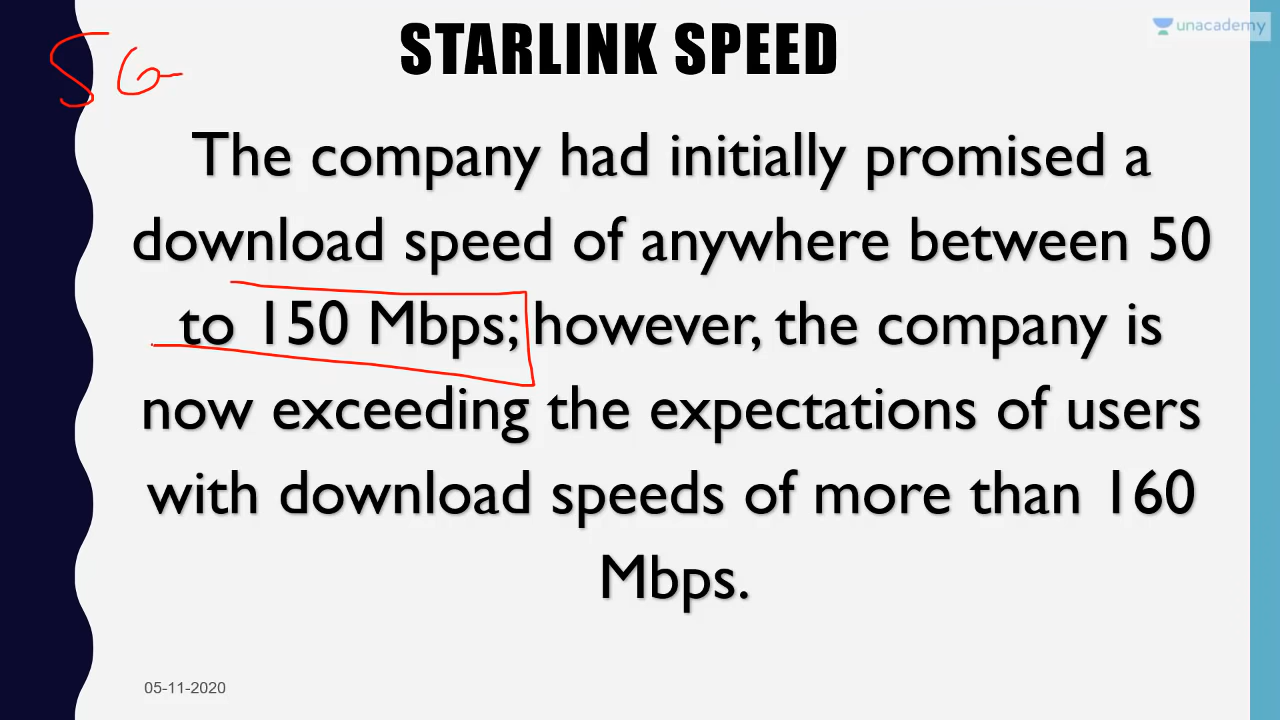 unacademy
STARLINK SPEED
5G
The company had initially promised a
download speed of anywhere between 50
to 150 Mbps; however, the company is
now exceeding the expectations of users
with download speeds of more than 160
Mbps.
05-11-2020